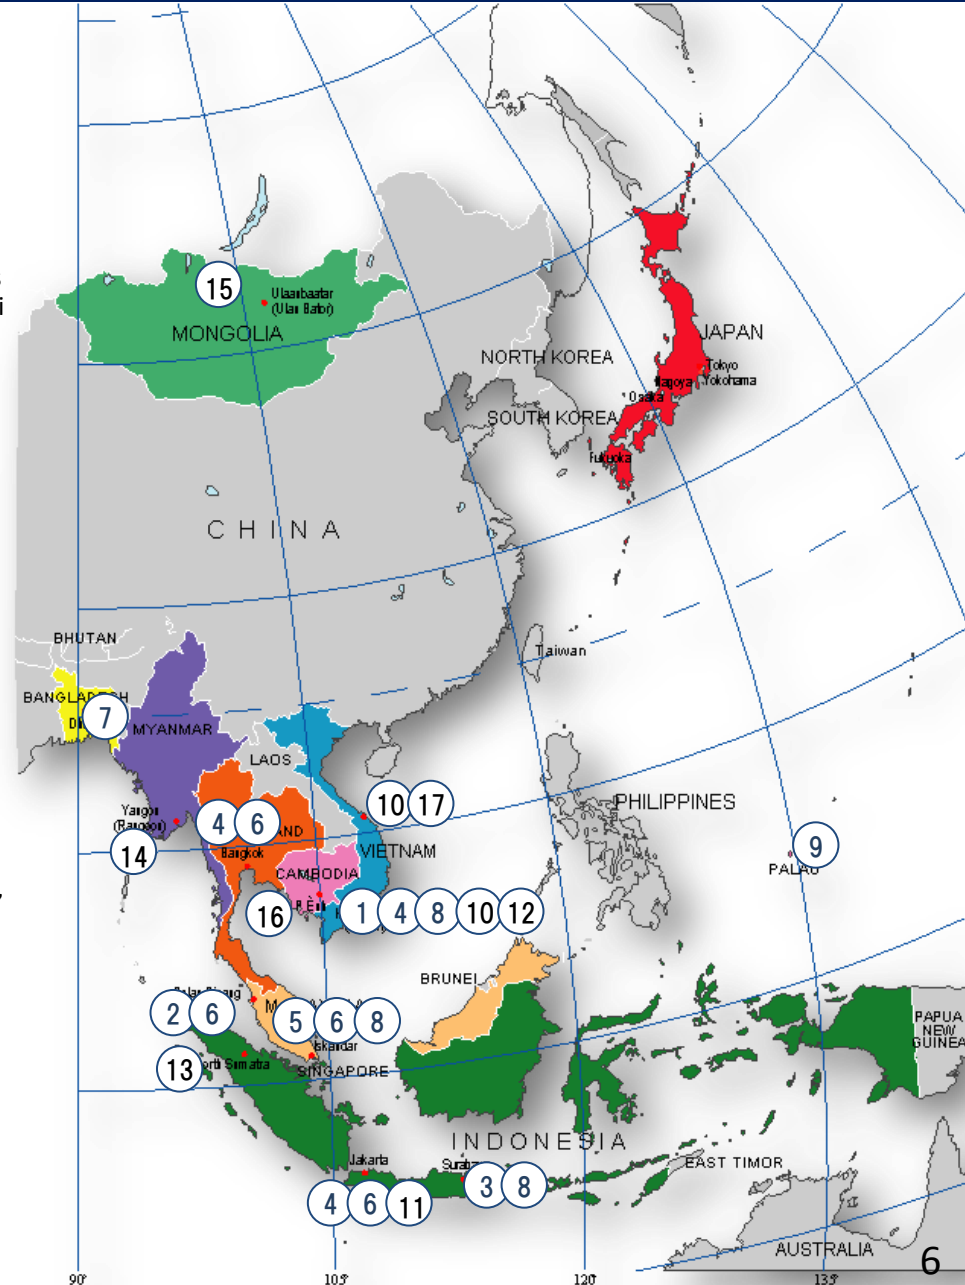 i
15
Ulaanbaatar
(Ulan Bator)
MONGOLIA
JAPAN
NORTH KOREA
Tokyo
Nagoya
Yokohama
Osaka
SOUTH KOREA
Fukuoka
CHINA
BHUTAN
Taiwan
BANGLADESH
7
MYANMAR
LAOS
10 17
Yangon
(Rangoon)
4 6
PHILIPPINES
14
Bangkok
VIETNAM
9
PALAU
CAMBODIA
16
1 4 8 10 12
BRUNEI
2 6
5 6 8
PAPUA
NEW
GUINEA
Iskandar
13
SINGAPORE
INDONESIA
Jakarta
EAST TIMOR
3 8
4 6 11
AUSTRALIA
6
90°
105°
120°
135°